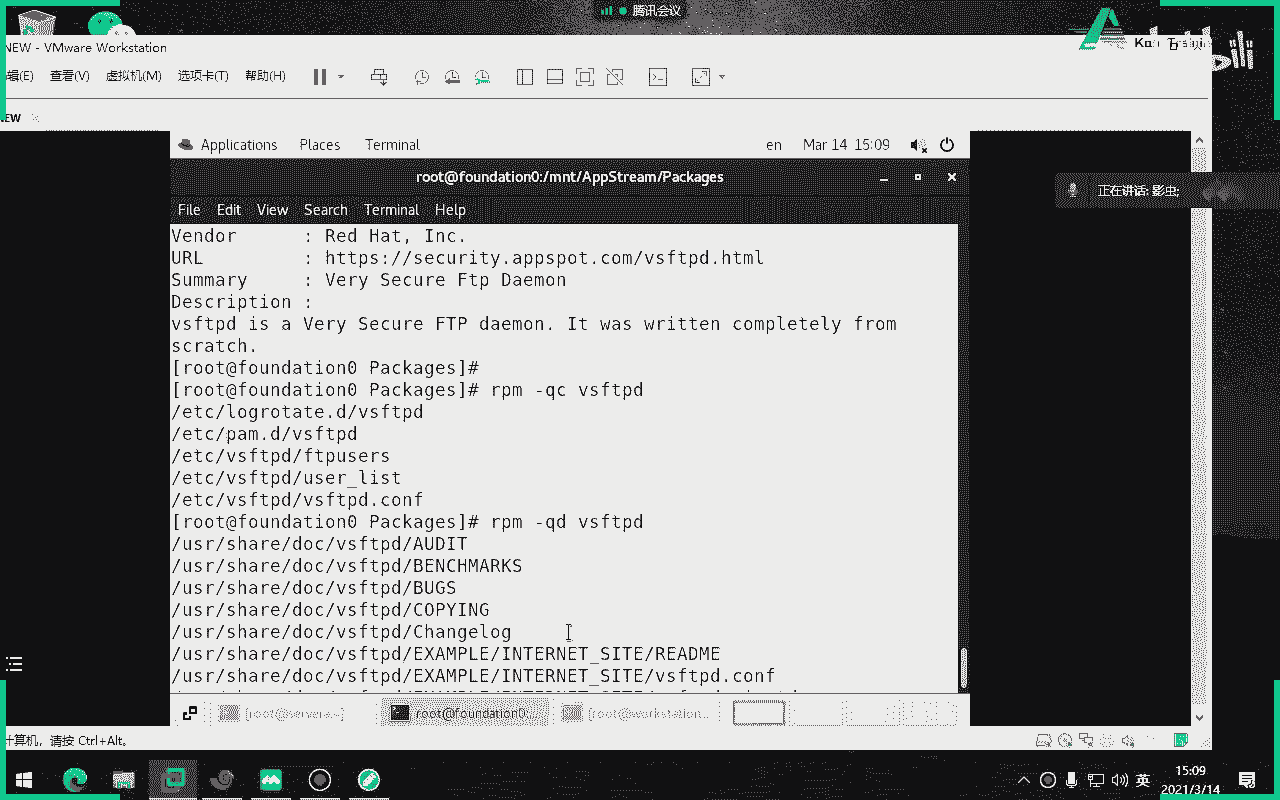 腾讯会议
NEW - VMware Workstation
编辑(E) 查看(V) 虚拟机(M) 选项卡(T) 帮助(H)
NEW
Applications Places Terminal en Mar 14 15:09
root@foundation0:/mnt/AppStream/Packages
正在讲话: 影虫;
File Edit View Search Terminal Help
Vendor : Red Hat, Inc.
URL : https://security.appspot.com/vsftpd.html
Summary : Very Secure Ftp Daemon
Description :
vsftpd is a Very Secure FTP daemon. It was written completely from
scratch.
[root@foundation0 Packages]#
[root@foundation0 Packages]# rpm -qc vsftpd
/etc/logrotate.d/vsftpd
/etc/pam.d/vsftpd
/etc/vsftpd/ftpusers
/etc/vsftpd/user_list
/etc/vsftpd/vsftpd.conf
[root@foundation0 Packages]# rpm -qd vsftpd
/usr/share/doc/vsftpd/AUDIT
/usr/share/doc/vsftpd/BENCHMARKS
/usr/share/doc/vsftpd/BUGS
/usr/share/doc/vsftpd/COPYING
/usr/share/doc/vsftpd/Changelog
/usr/share/doc/vsftpd/EXAMPLE/INTERNET_SITE/README
/usr/share/doc/vsftpd/EXAMPLE/INTERNET_SITE/vsftpd.conf
[root@servera:~] root@foundation0:... [root@workstation...
计算机，请按 Ctrl+Alt。
英
15:09
2021/3/14